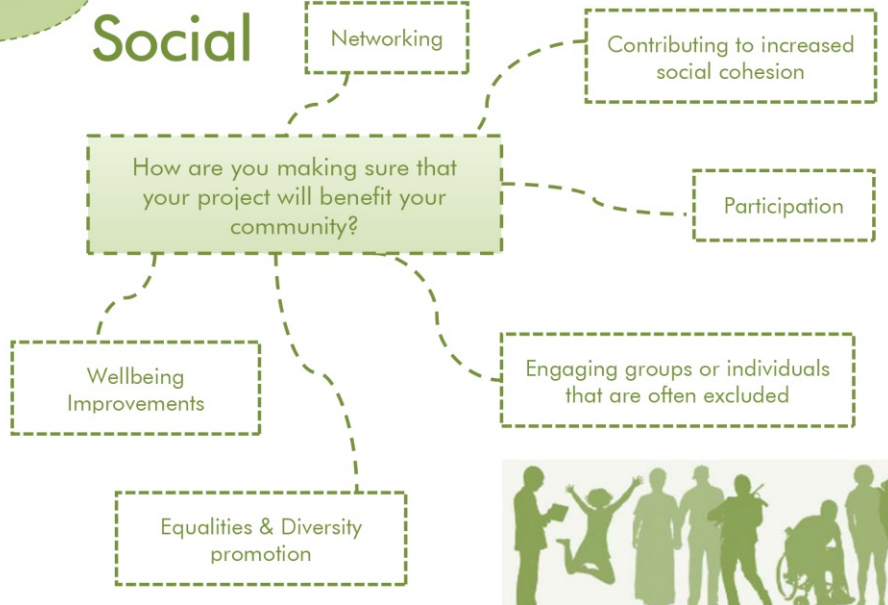 Social
Networking
Contributing to increased
social cohesion
How are you making sure that
your project will benefit your
community?
Participation
Wellbeing
Improvements
Engaging groups or individuals
that are often excluded
Equalities & Diversity
promotion